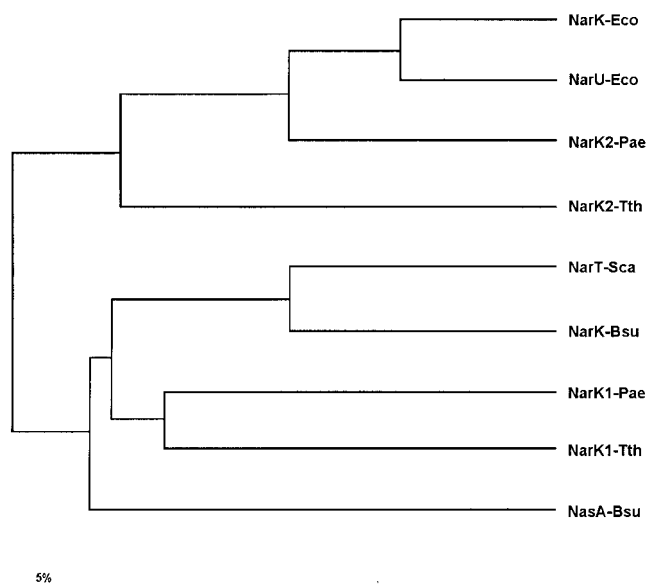 NarK-Eco
NarU-Eco
NarK2-Pae
NarK2-Tth
NarT-Sca
NarK-Bsu
NarK1-Pae
NarK1-Tth
NasA-Bsu
5%